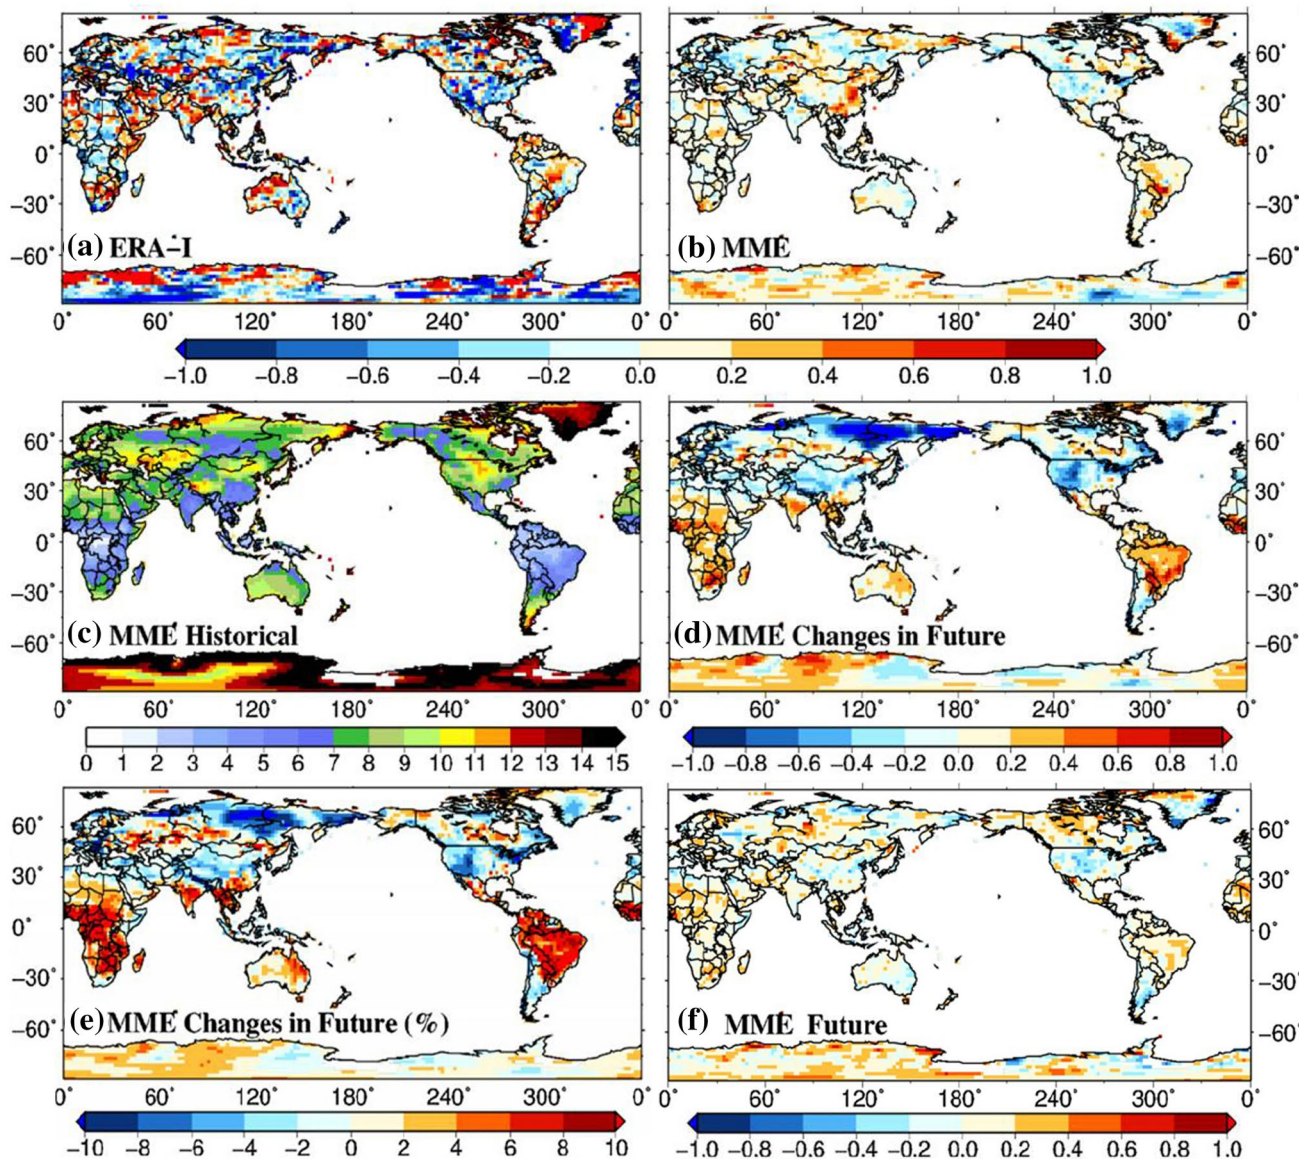 60° 60°
30° 30°
0° 0°
−30° −30°
−60° (a) ERA−I (b) MME −60°
0° 60° 120° 180° 240° 300° 0° 0° 60° 120° 180° 240° 300° 0°
−1.0 −0.8 −0.6 −0.4 −0.2 0.0 0.2 0.4 0.6 0.8 1.0
60° 60°
30° 30°
0° 0°
−30° −30°
−60° (c) MME Historical (d) MME Changes in Future −60°
0° 60° 120° 180° 240° 300° 0° 0° 60° 120° 180° 240° 300° 0°
0 1 2 3 4 5 6 7 8 9 10 11 12 13 14 15 −1.0 −0.8 −0.6 −0.4 −0.2 0.0 0.2 0.4 0.6 0.8 1.0
60° 60°
30° 30°
0° 0°
−30° −30°
−60° (e) MME Changes in Future (%) (f) MME Future −60°
0° 60° 120° 180° 240° 300° 0° 0° 60° 120° 180° 240° 300° 0°
−10 −8 −6 −4 −2 0 2 4 6 8 10 −1.0 −0.8 −0.6 −0.4 −0.2 0.0 0.2 0.4 0.6 0.8 1.0